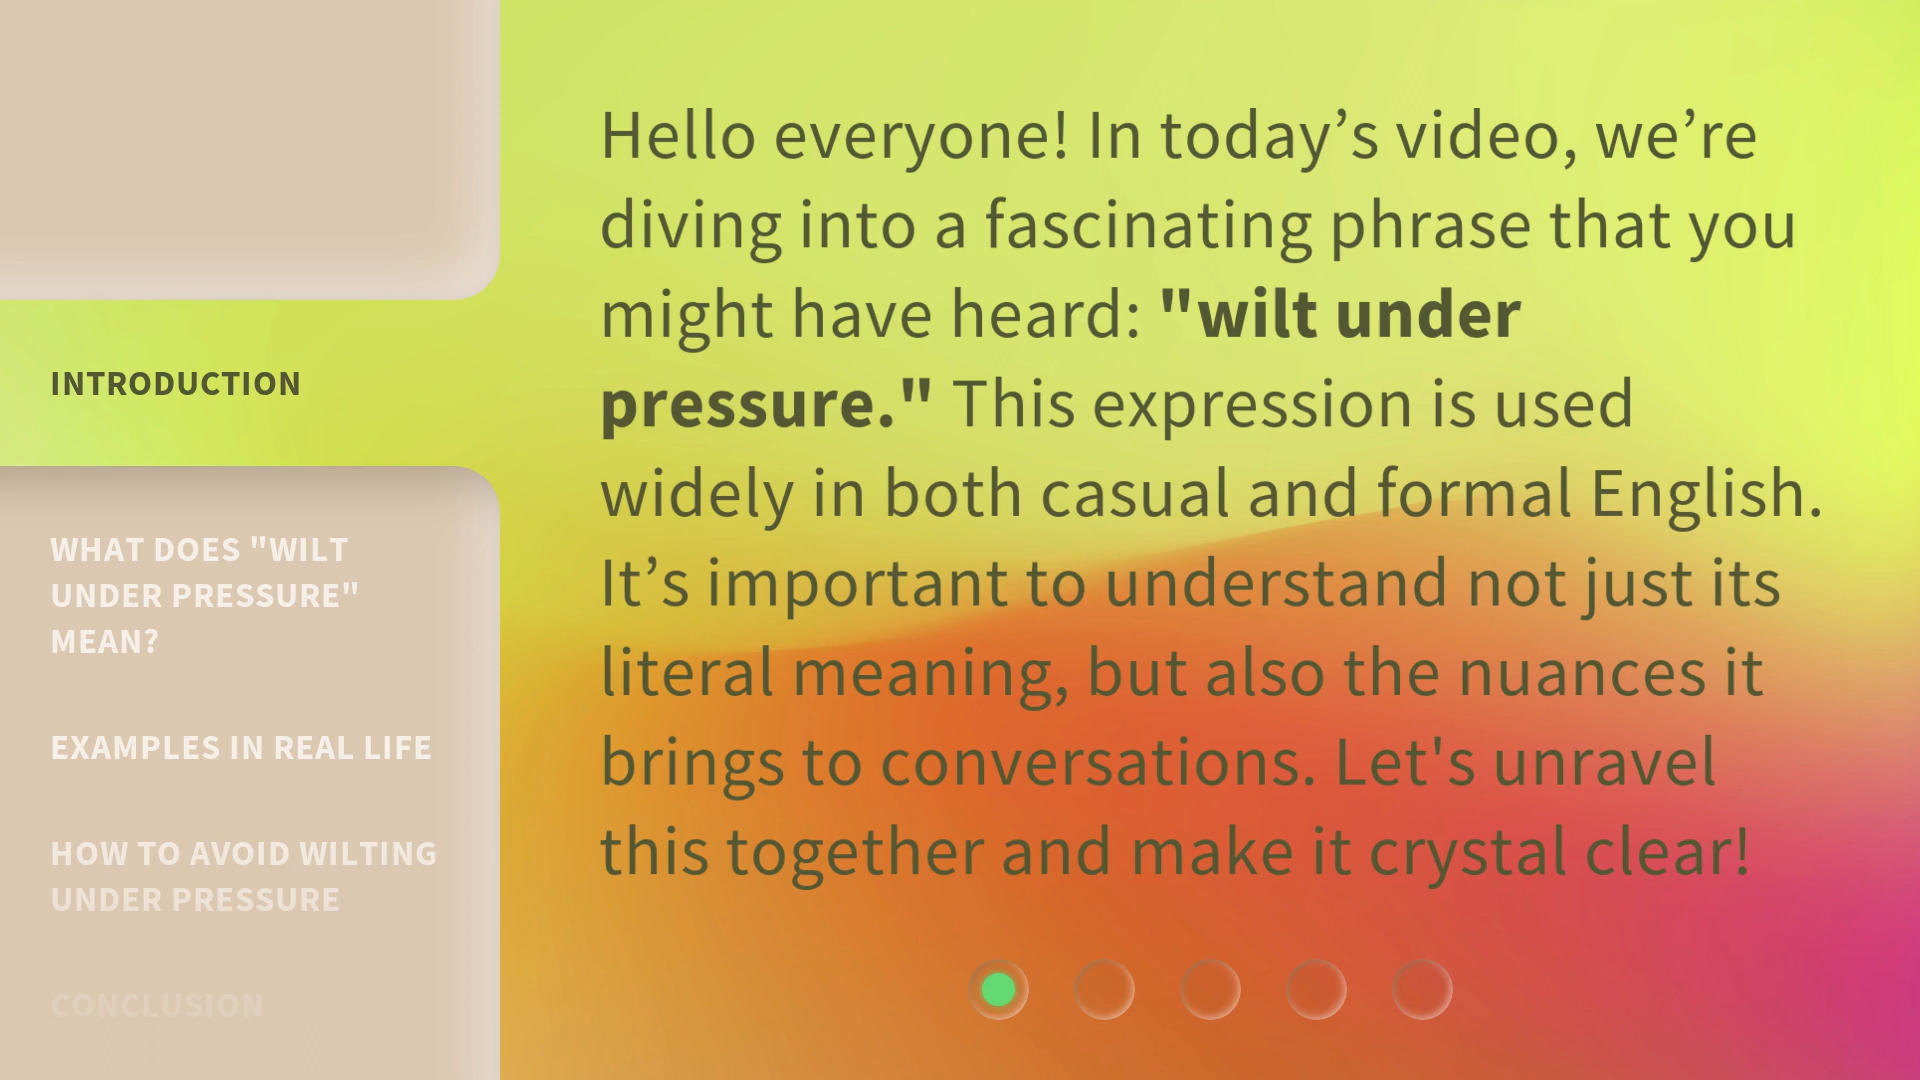 INTRODUCTION
WHAT DOES "WILT
UNDER PRESSURE"
MEAN?
EXAMPLES IN REAL LIFE
HOW TO AVOID WILTING
UNDER PRESSURE
CONCLUSION
Hello everyone! In today’s video, we’re
diving into a fascinating phrase that you
might have heard: "wilt under
pressure." This expression is used
widely in both casual and formal English.
It’s important to understand not just its
literal meaning, but also the nuances it
brings to conversations. Let's unravel
this together and make it crystal clear!